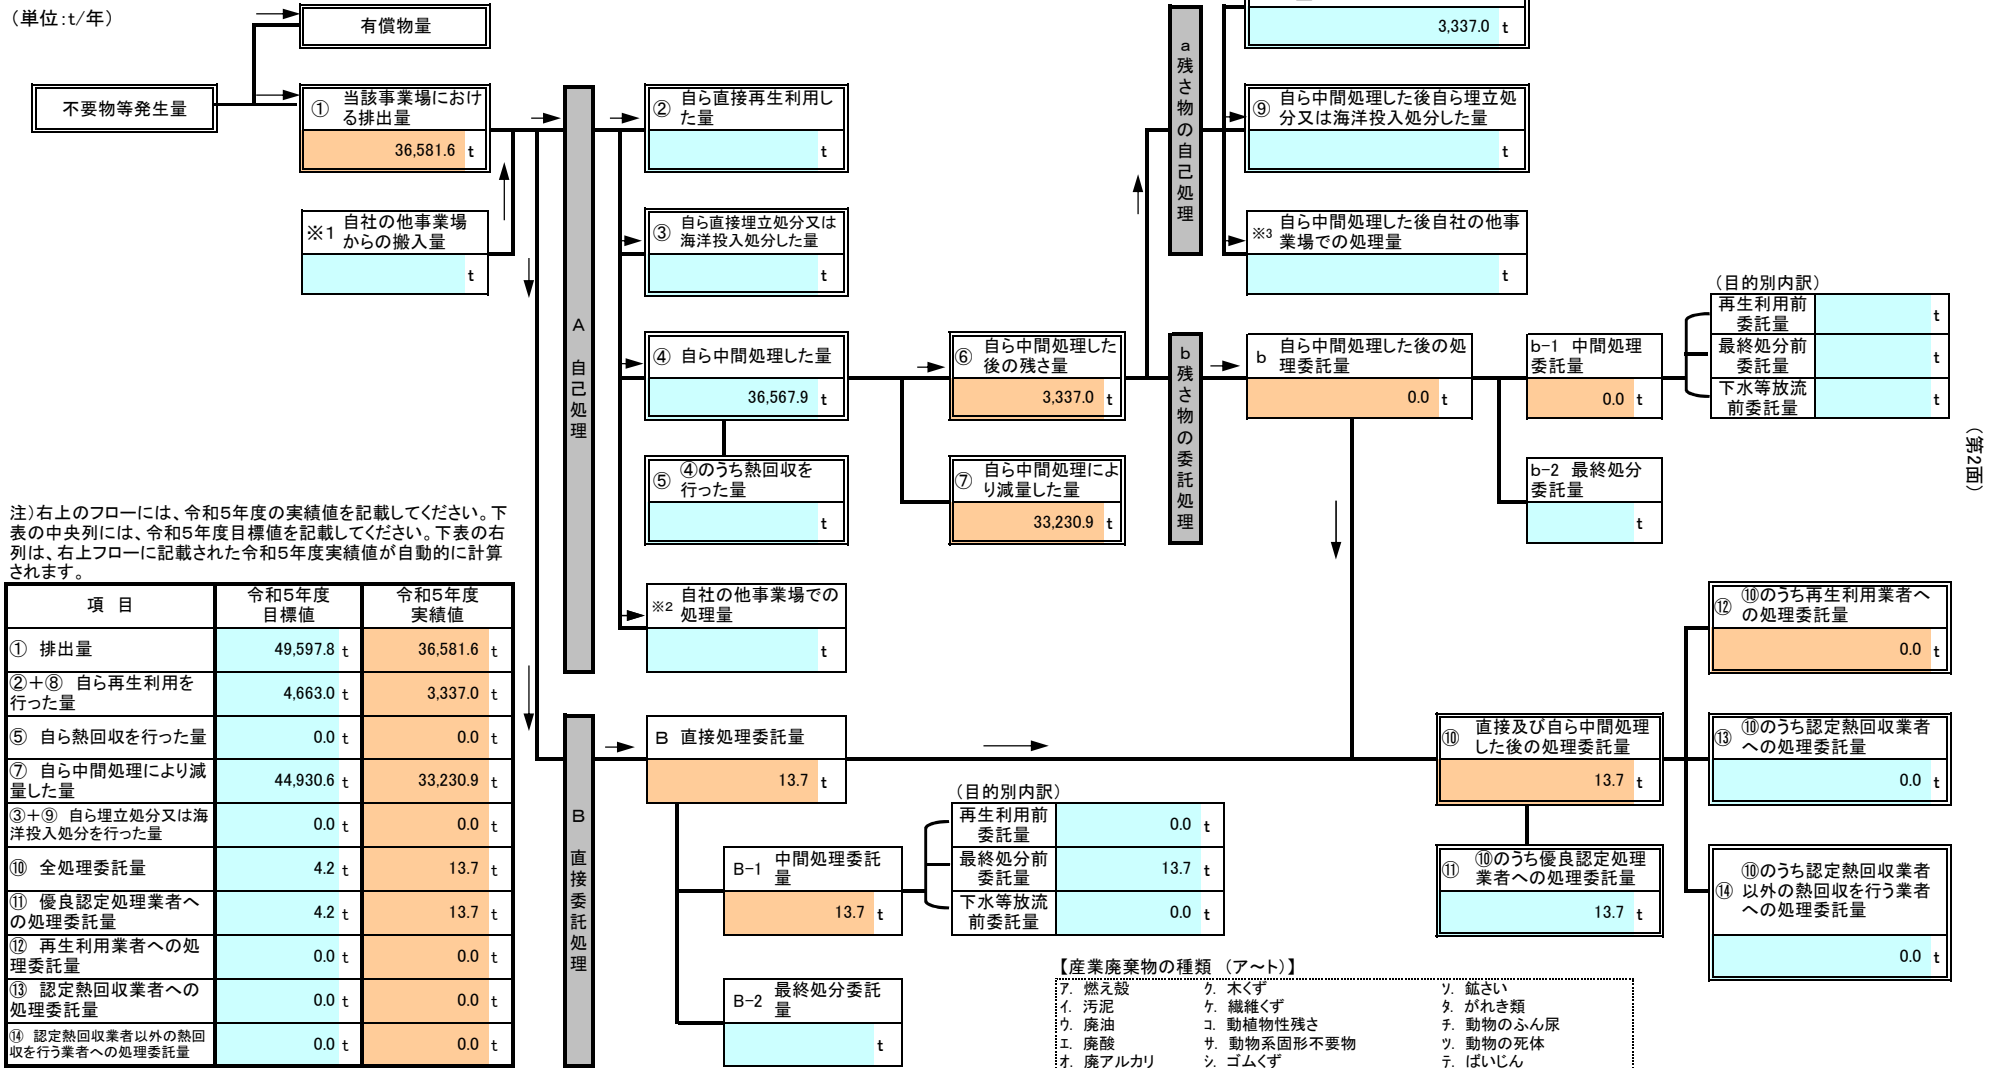 （単位:t/年）
有償物量
不要物等発生量
① 当該事業場におけ
る排出量
36,581.6 t
※1 自社の他事業場
からの搬入量
t
A 自己処理
② 自ら直接再生利用し
た量
t
③ 自ら直接埋立処分又は
海洋投入処分した量
t
④ 自ら中間処理した量
36,567.9 t
⑤ ④のうち熱回収を
行った量
t
※2 自社の他事業場での
処理量
t
⑥ 自ら中間処理した
後の残さ量
3,337.0 t
⑦ 自ら中間処理によ
り減量した量
33,230.9 t
a残さ物の自己処理
3,337.0 t
⑨ 自ら中間処理した後自ら埋立処
分又は海洋投入処分した量
t
※3 自ら中間処理した後自社の他事
業場での処理量
t
b残さ物の委託処理
b 自ら中間処理した後の処
理委託量
0.0 t
b-1 中間処理
委託量
0.0 t
b-2 最終処分
委託量
t
（目的別内訳）
再生利用前
委託量
t
最終処分前
委託量
t
下水等放流
前委託量
t
（第2面）
注）右上のフローには、令和5年度の実績値を記載してください。下
表の中央列には、令和5年度目標値を記載してください。下表の右
列は、右上フローに記載された令和5年度実績値が自動的に計算
されます。
項 目 令和5年度 目標値 令和5年度 実績値
① 排出量 49,597.8 t 36,581.6 t
②＋⑧ 自ら再生利用を
行った量 4,663.0 t 3,337.0 t
⑤ 自ら熱回収を行った量 0.0 t 0.0 t
⑦ 自ら中間処理により減
量した量 44,930.6 t 33,230.9 t
③＋⑨ 自ら埋立処分又は海
洋投入処分を行った量 0.0 t 0.0 t
⑩ 全処理委託量 4.2 t 13.7 t
⑪ 優良認定処理業者へ
の処理委託量 4.2 t 13.7 t
⑫ 再生利用業者への処
理委託量 0.0 t 0.0 t
⑬ 認定熱回収業者への
処理委託量 0.0 t 0.0 t
⑭ 認定熱回収業者以外の熱回
収を行う業者への処理委託量 0.0 t 0.0 t
B 直接委託処理
B 直接処理委託量
13.7 t
B-1 中間処理委託
量
13.7 t
B-2 最終処分委託
量
t
（目的別内訳）
再生利用前
委託量 0.0 t
最終処分前
委託量 13.7 t
下水等放流
前委託量 0.0 t
⑩ 直接及び自ら中間処理
した後の処理委託量
13.7 t
⑪ ⑩のうち優良認定処理
業者への処理委託量
13.7 t
⑫ ⑩のうち再生利用業者へ
の処理委託量
0.0 t
⑬ ⑩のうち認定熱回収業者
への処理委託量
0.0 t
⑭ ⑩のうち認定熱回収業者
以外の熱回収を行う業者
への処理委託量
0.0 t
【産業廃棄物の種類 （ア～ト）】
ア. 燃え殻 ク. 木くず ソ. 鉱さい
イ. 汚泥 ケ. 繊維くず タ. がれき類
ウ. 廃油 コ. 動植物性残さ チ. 動物のふん尿
エ. 廃酸 サ. 動物系固形不要物 ツ. 動物の死体
オ. 廃アルカリ シ. ゴムくず テ. ばいじん